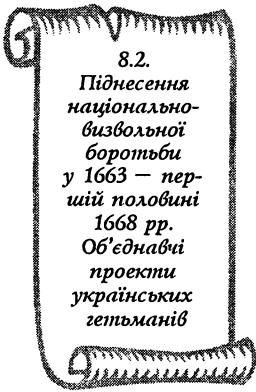 8.2.
Піднесення
національно-
визвольної
боротьби
у 1663 — пер-
шій половині
1668 рр.
Об’єднавчі
проекти
українських
гетьманів